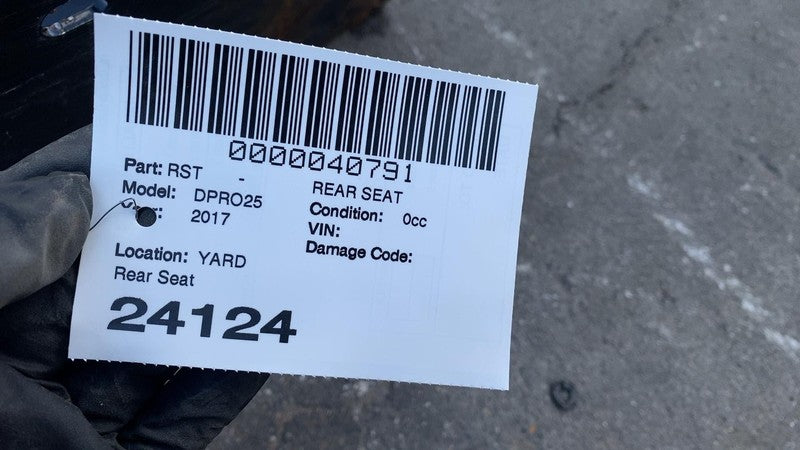 0000040791
Part: RST -
REAR SEAT
Model: DPRO25
Condition: 0cc
: 2017
VIN:
Damage Code:
Location: YARD
Rear Seat
24124